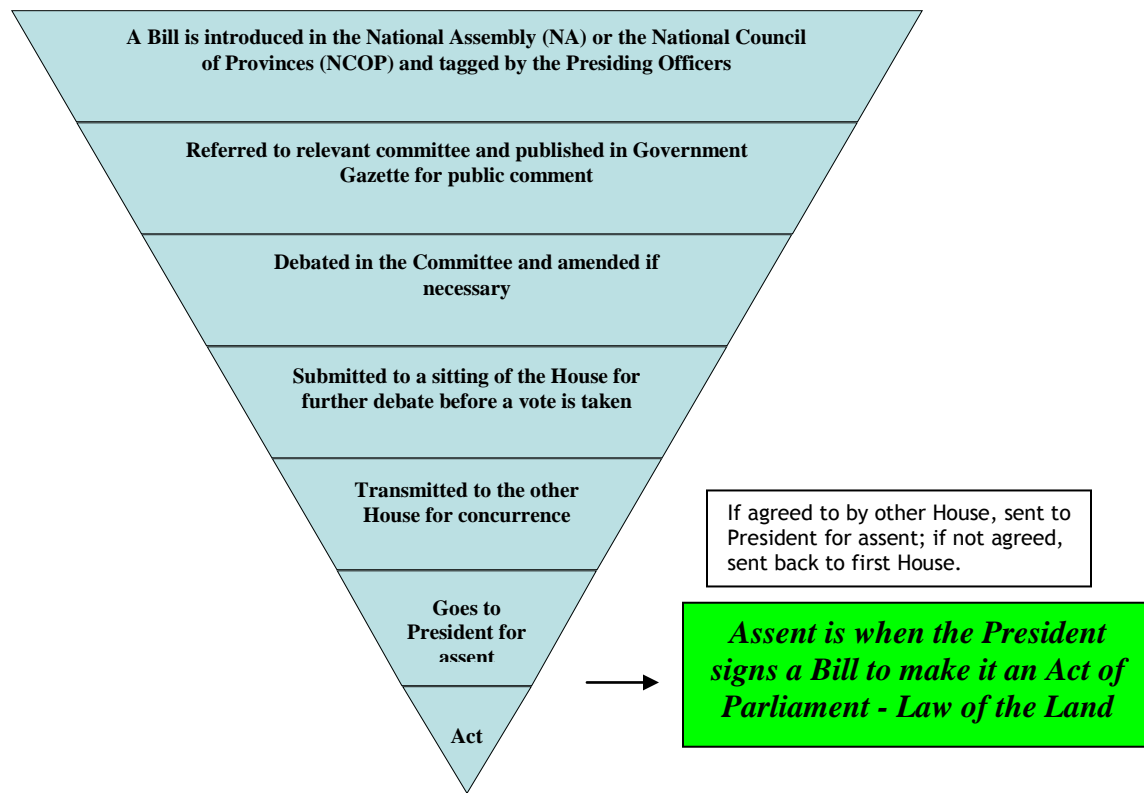 A Bill is introduced in the National Assembly (NA) or the National Council
of Provinces (NCOP) and tagged by the Presiding Officers
Referred to relevant committee and published in Government
Gazette for public comment
Debated in the Committee and amended if
necessary
Submitted to a sitting of the House for
further debate before a vote is taken
Transmitted to the other
House for concurrence
If agreed to by other House, sent to
President for assent; if not agreed,
sent back to first House.
Goes to
President for
assent
Assent is when the President
signs a Bill to make it an Act of
Parliament - Law of the Land
Act